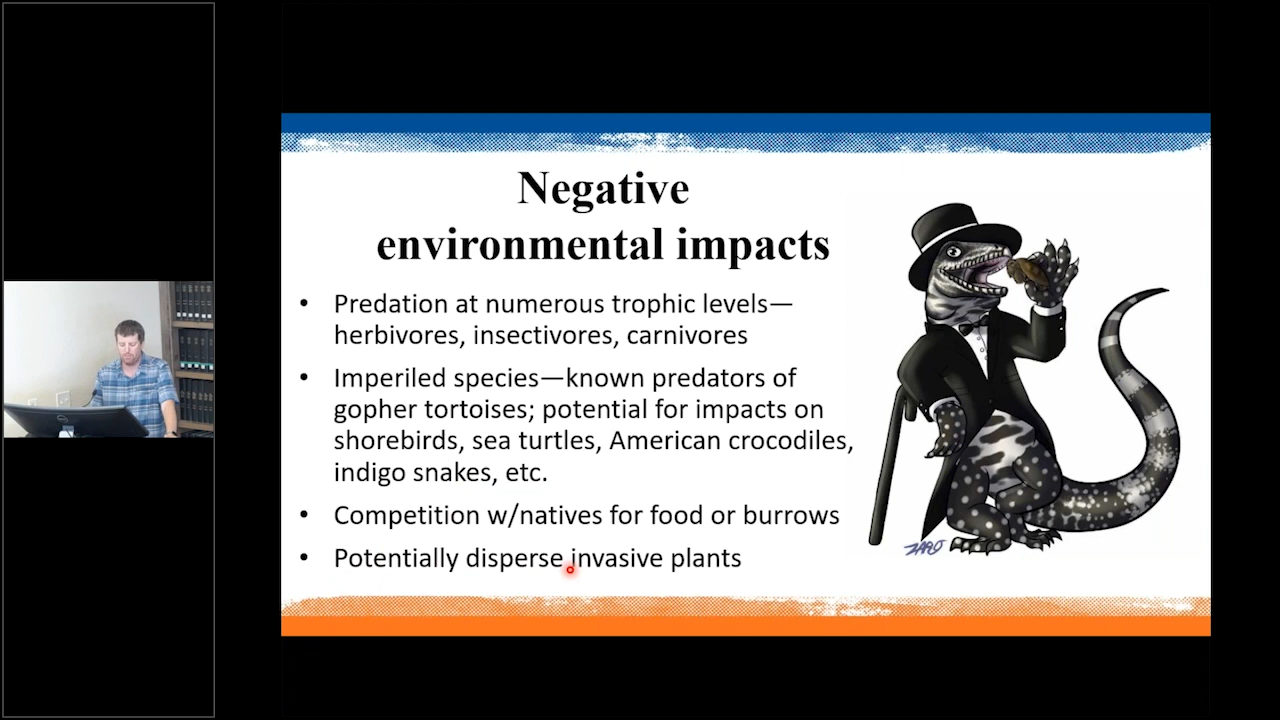 Negative
environmental impacts
• Predation at numerous trophic levels—
herbivores, insectivores, carnivores
• Imperiled species—known predators of
gopher tortoises; potential for impacts on
shorebirds, sea turtles, American crocodiles,
indigo snakes, etc.
• Competition w/natives for food or burrows
• Potentially disperse invasive plants